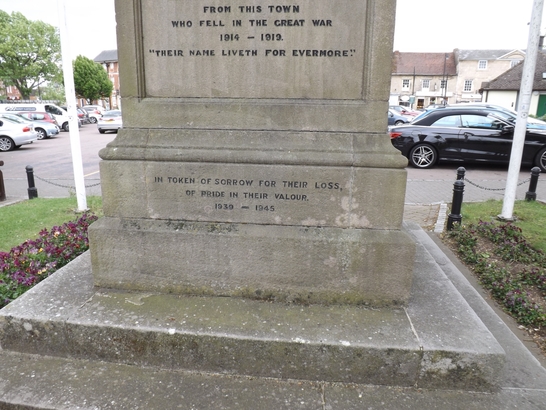 FROM THIS TOWN
WHO FELL IN THE GREAT WAR
1914 — 1919.
"THEIR NAME LIVETH FOR EVERMORE."
IN TOKEN OF SORROW FOR THEIR LOSS,
OF PRIDE IN THEIR VALOUR.
1939 — 1945